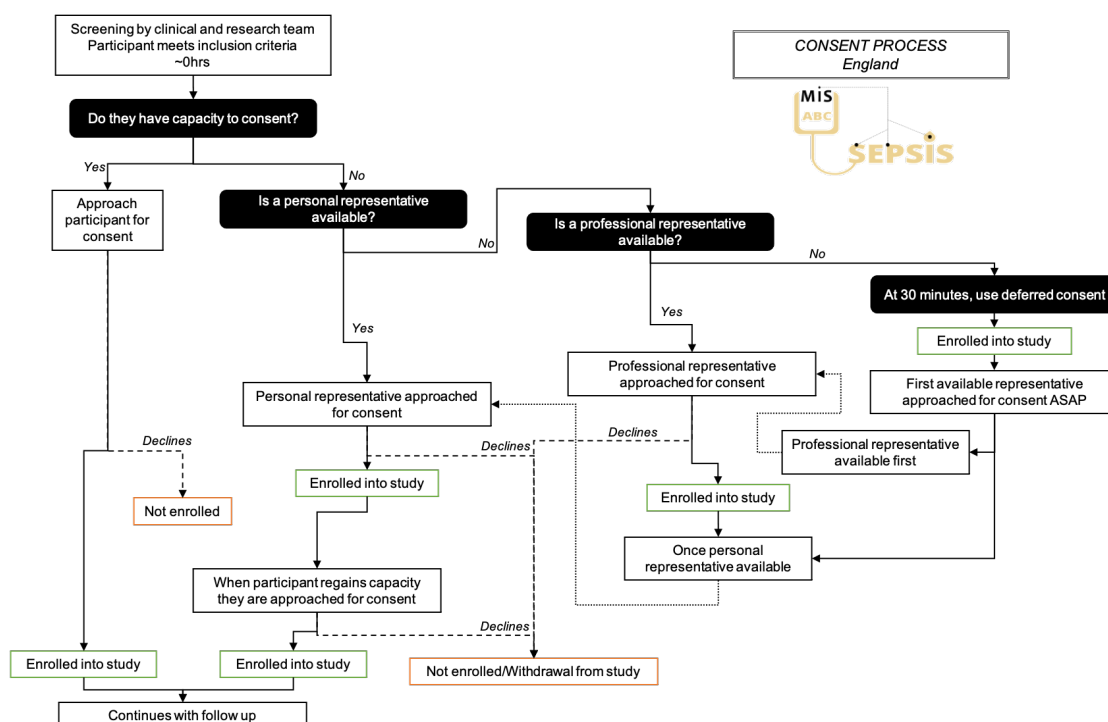 Screening by clinical and research team
Participant meets inclusion criteria
~0hrs
CONSENT PROCESS
England
MiS
ABC
SEPSiS
Do they have capacity to consent?
Yes
No
Approach
participant for
consent
Is a personal representative
available?
No
Is a professional representative
available?
No
At 30 minutes, use deferred consent
Enrolled into study
First available representative
approached for consent ASAP
Yes
Yes
Professional representative
approached for consent
Personal representative approached
for consent
Declines
Declines
Declines
Professional representative
available first
Not enrolled
Enrolled into study
Enrolled into study
Once personal
representative available
When participant regains capacity
they are approached for consent
Declines
Enrolled into study
Enrolled into study
Not enrolled/Withdrawal from study
Continues with follow up